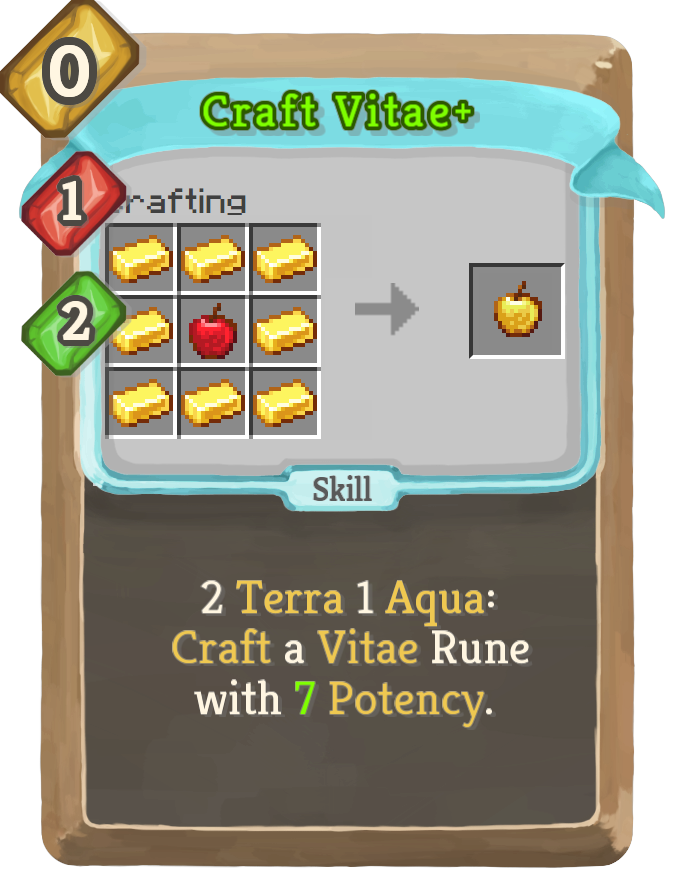 0
Craft Vitae+
1
rafting
2
Skill
2 Terra 1 Aqua:
Craft a Vitae Rune
with 7 Potency.